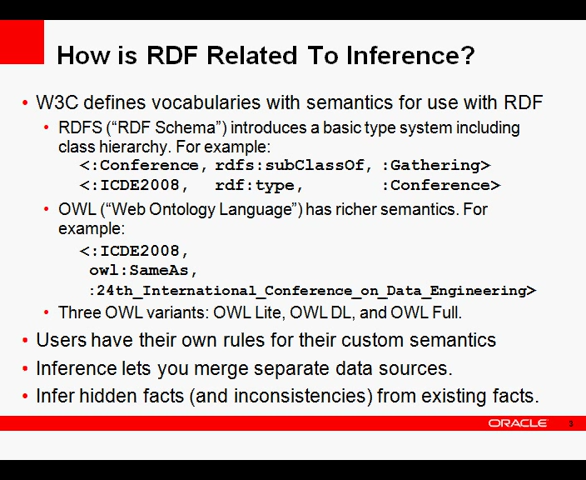 How is RDF Related To Inference?
• W3C defines vocabularies with semantics for use with RDF
• RDFS (“RDF Schema”) introduces a basic type system including
class hierarchy. For example:
<:Conference, rdfs:subClassOf, :Gathering>
<:ICDE2008, rdf:type, :Conference>
• OWL (“Web Ontology Language”) has richer semantics. For
example:
<:ICDE2008,
owl:SameAs,
:24th_International_Conference_on_Data_Engineering>
• Three OWL variants: OWL Lite, OWL DL, and OWL Full.
• Users have their own rules for their custom semantics
• Inference lets you merge separate data sources.
• Infer hidden facts (and inconsistencies) from existing facts.
ORACLE